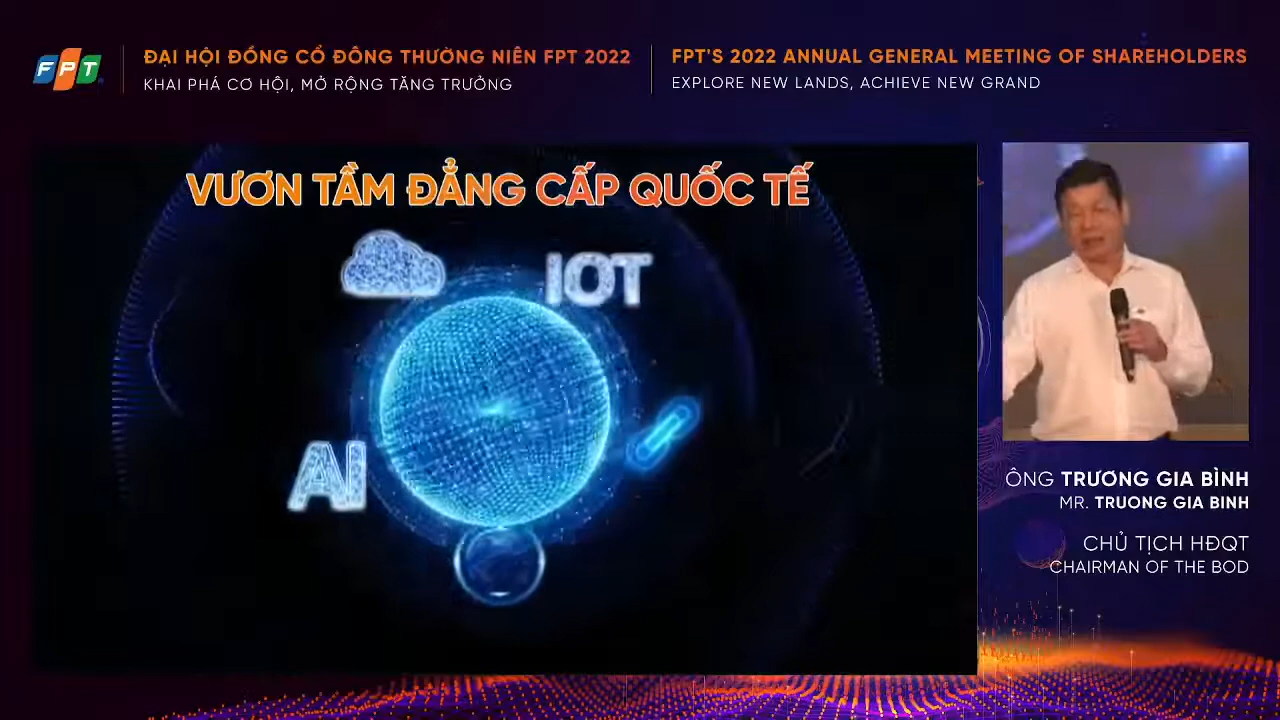 FPT
ĐẠI HỘI ĐỒNG CỔ ĐÔNG THƯỜNG NIÊN FPT 2022
KHAI PHÁ CƠ HỘI, MỞ RỘNG TĂNG TRƯỞNG
FPT'S 2022 ANNUAL GENERAL MEETING OF SHAREHOLDERS
EXPLORE NEW LANDS, ACHIEVE NEW GRAND
VƯƠN TẦM ĐẲNG CẤP QUỐC TẾ
IOT
AI
ÔNG TRƯƠNG GIA BÌNH
MR. TRUONG GIA BINH
CHỦ TỊCH HĐQT
CHAIRMAN OF THE BOD